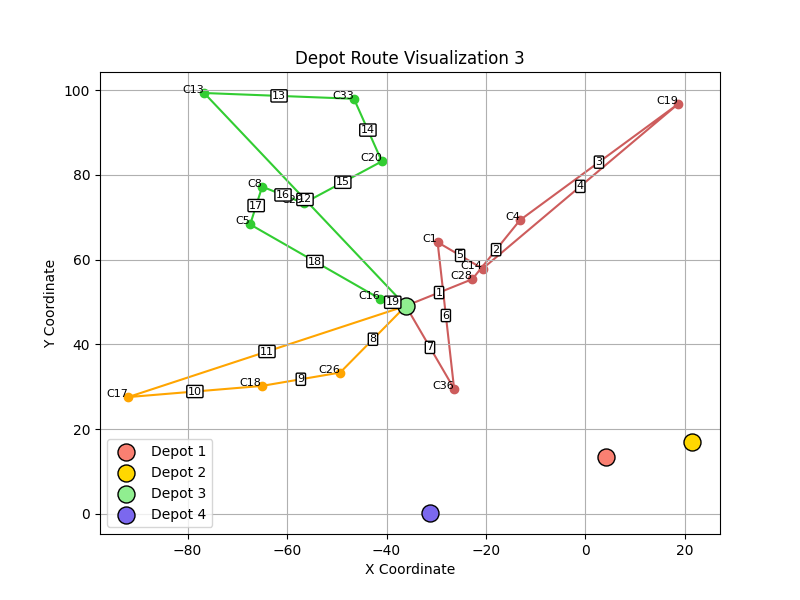 Depot Route Visualization 3
Y Coordinate
100
80
60
40
20
0
−80
−60
−40
−20
0
20
X Coordinate
C13
13
C33
C19
14
C20
3
15
4
C8
16
12
17
C5
C4
18
C1
2
5
C14
C28
C16
19
1
6
11
8
7
C17
10
C18
9
C26
C36
Depot 1
Depot 2
Depot 3
Depot 4